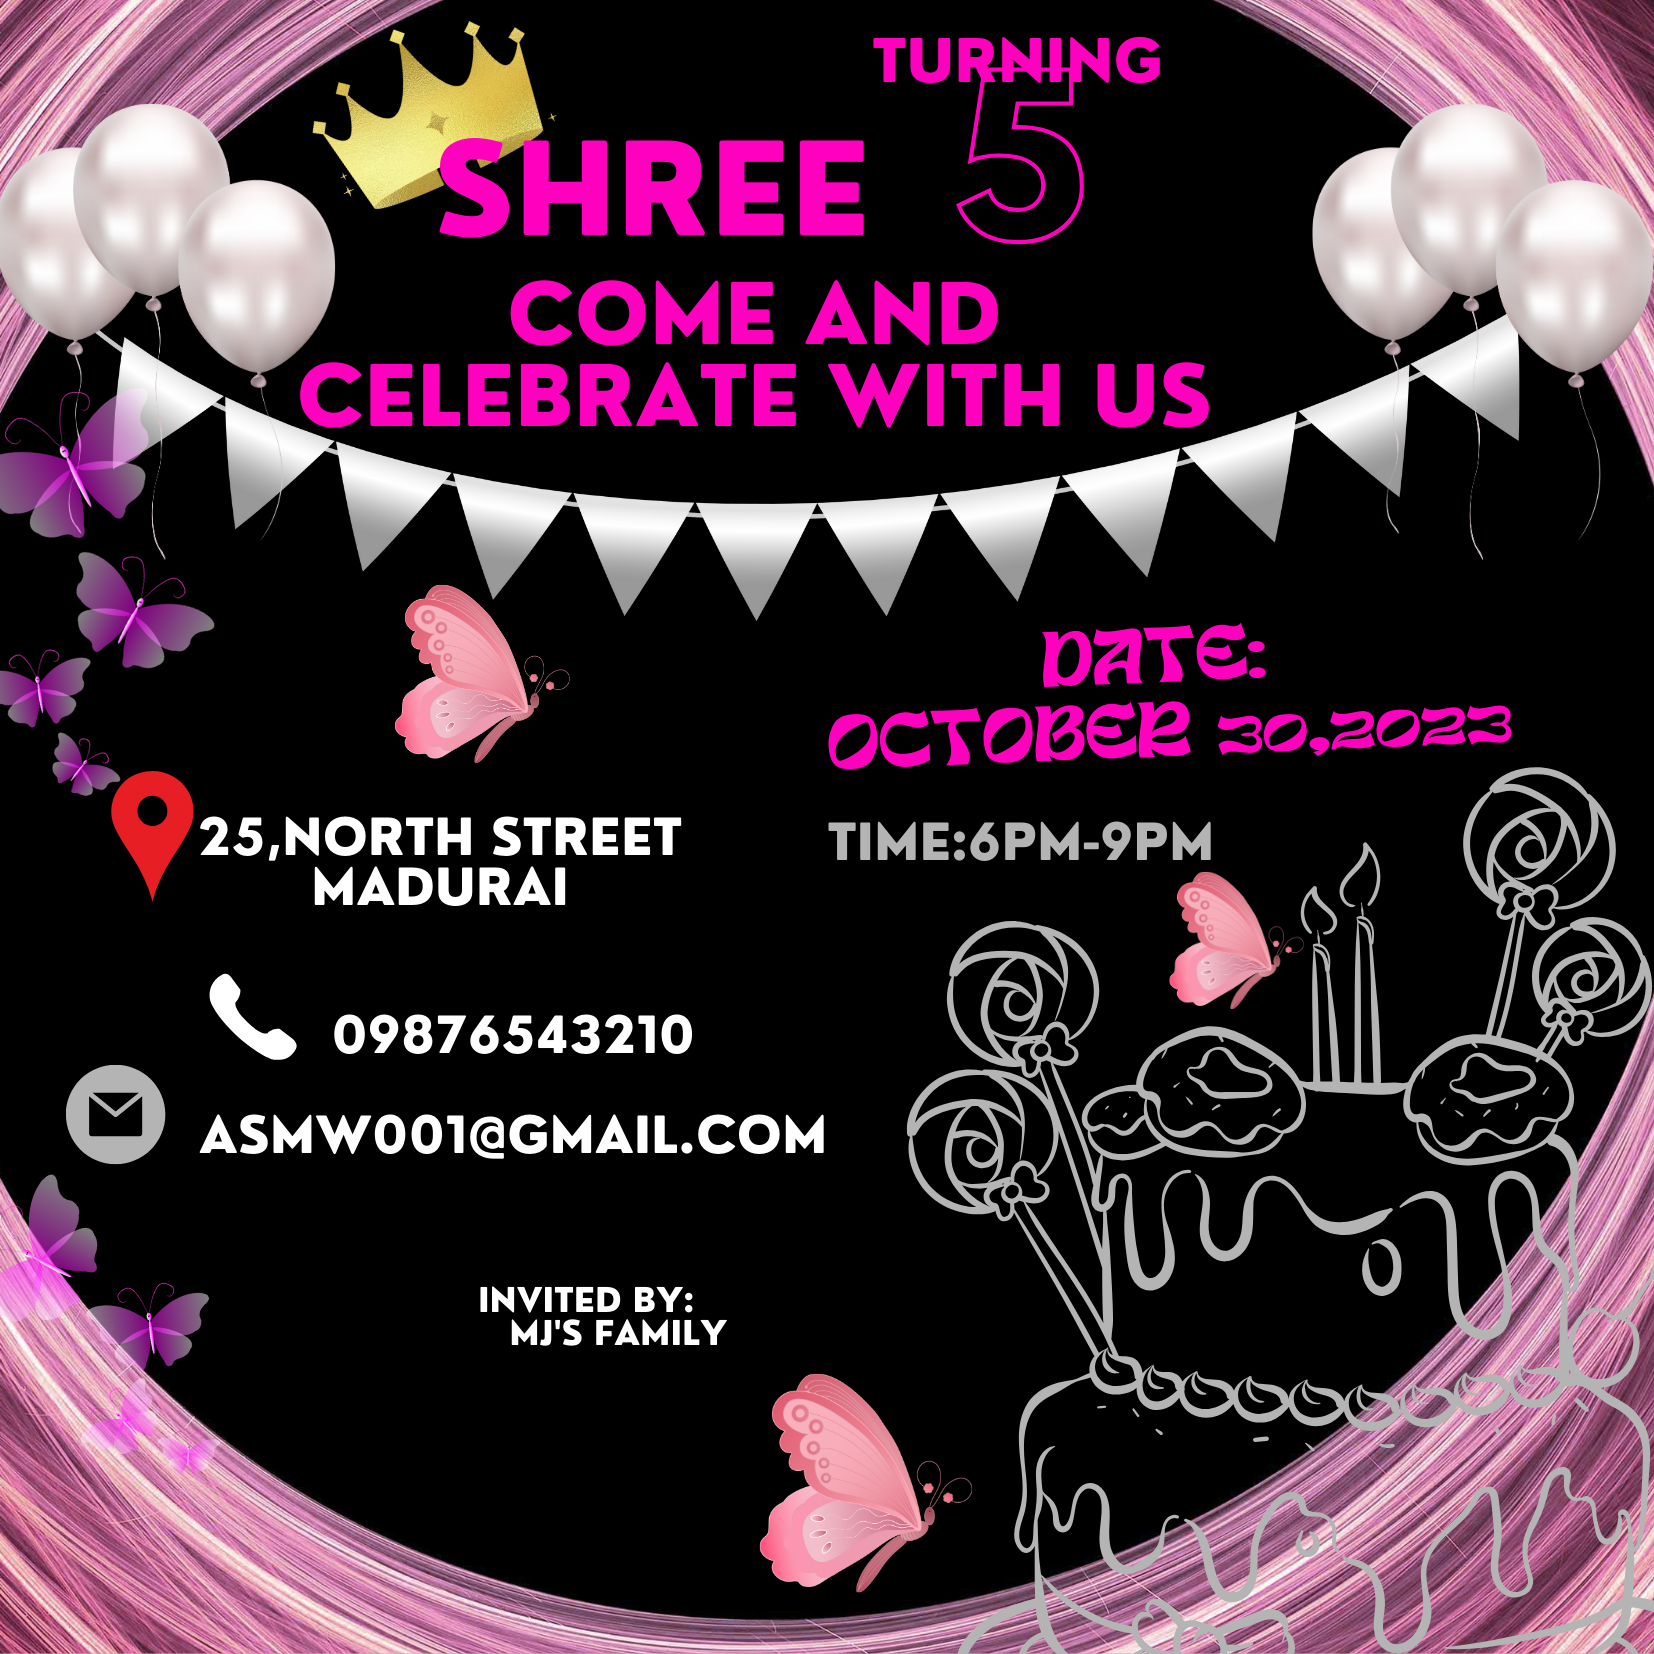 TURNING
5
SHREE
COME AND
CELEBRATE WITH US
DATE:
OCTOBER 30,2023
TIME:6PM-9PM
25,NORTH STREET
MADURAI
09876543210
ASMW001@GMAIL.COM
INVITED BY:
MJ'S FAMILY